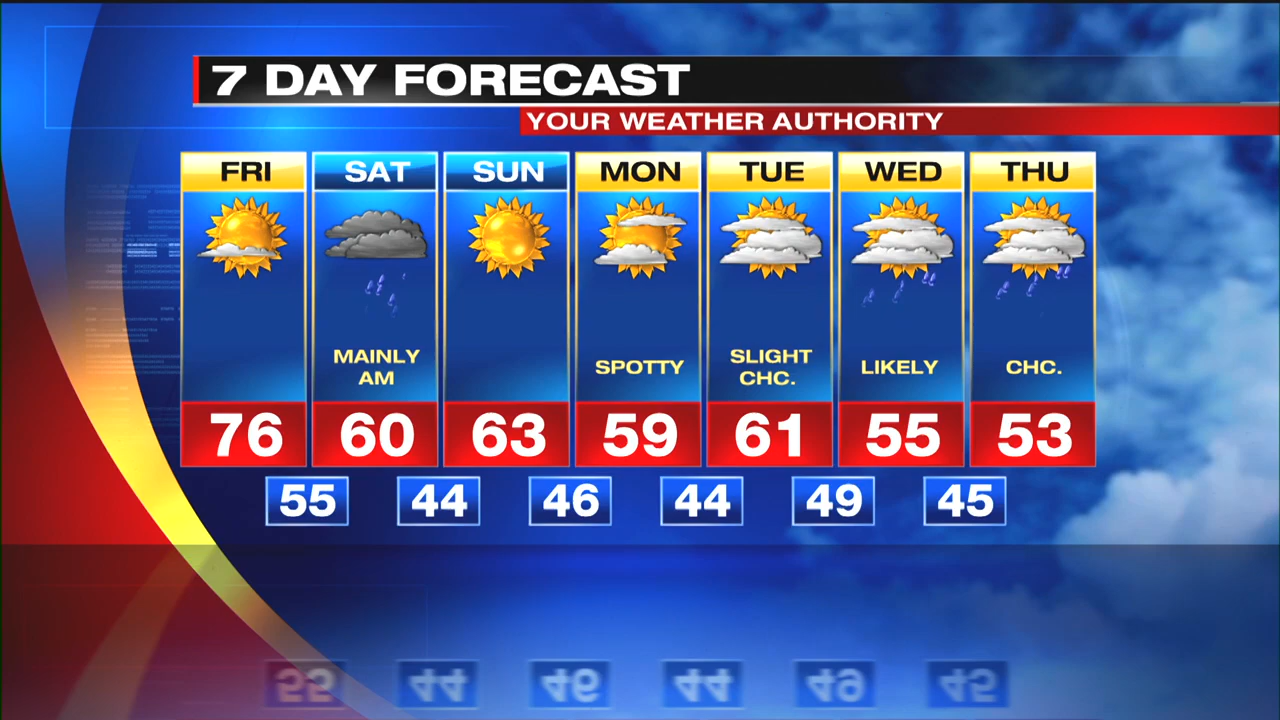 7 DAY FORECAST
YOUR WEATHER AUTHORITY
FRI SAT SUN MON TUE WED THU
MAINLY AM
SPOTTY
SLIGHT CHC.
LIKELY
CHC.
76 60 63 59 61 55 53
55 44 46 44 49 45